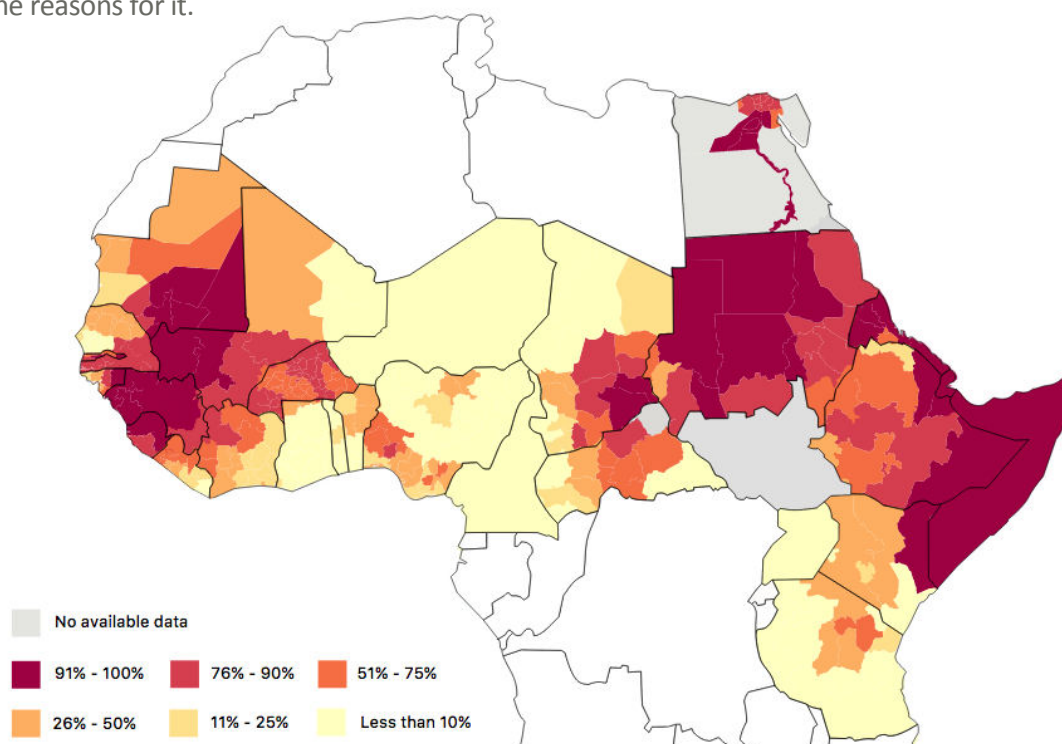 he reasons for it.
No available data
91% - 100%
76% - 90%
51% - 75%
26% - 50%
11% - 25%
Less than 10%